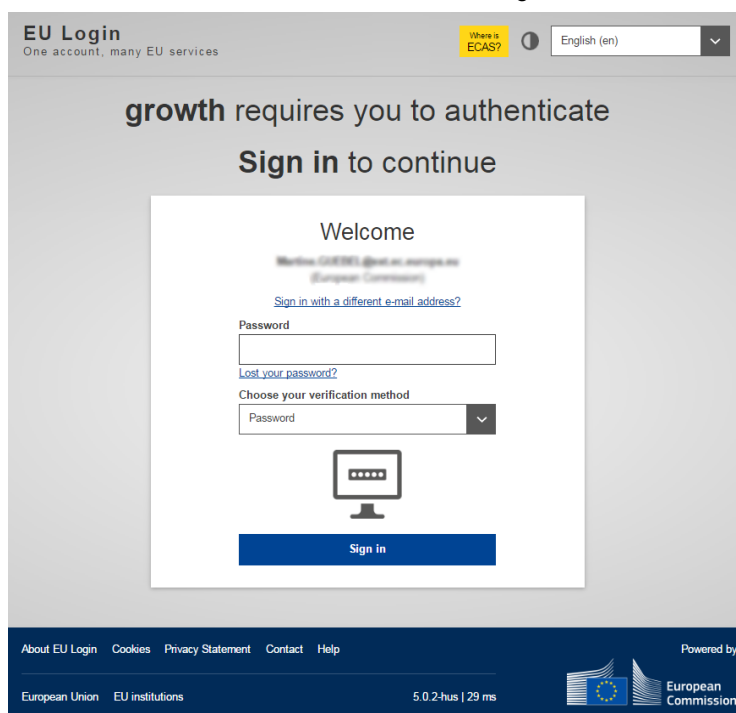 EU Login
One account, many EU services
Where is
ECAS?
English (en)
growth requires you to authenticate
Sign in to continue
Welcome
(European Commission)
Sign in with a different e-mail address?
Password
Lost your password?
Choose your verification method
Password
Sign in
About EU Login Cookies Privacy Statement Contact Help
Powered by
European Union EU institutions
5.0.2-hus | 29 ms
European
Commission